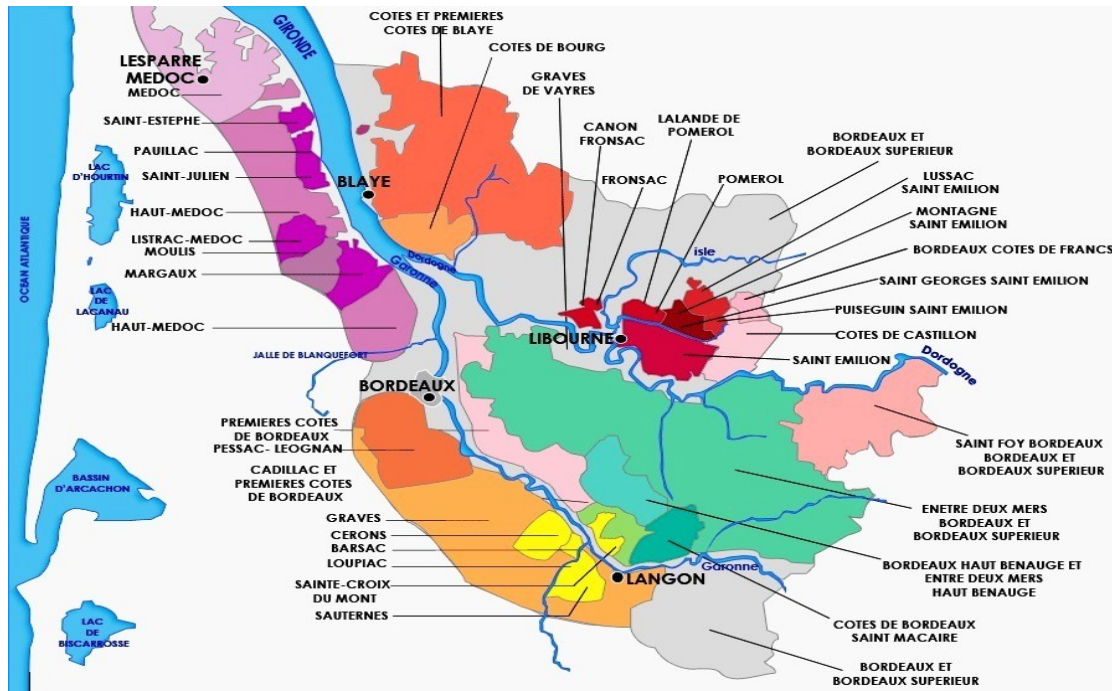 COTES ET PREMIERES
COTES DE BLAYE
COTES DE BOURG
GIRONDE
LESPARRE
MEDOC
MEDOC
GRAVES
DE VAYRES
CANON
FRONSAC
LALANDE DE
POMEROL
BORDEAUX ET
BORDEAUX SUPERIEUR
SAINT-ESTEPHE
PAUILLAC
SAINT-JULIEN
LAC
D'HOURTIN
BLAYE
FRONSAC
POMEROL
LUSSAC
SAINT EMILION
MONTAGNE
SAINT EMILION
HAUT-MEDOC
LISTRAC-MEDOC
MOULIS
MARGAUX
Dordogne
Garonne
isle
BORDEAUX COTES DE FRANCS
SAINT GEORGES SAINT EMILION
OCEAN ATLANTIQUE
LAC
DE
LACANAU
HAUT-MEDOC
PUISEGUIN SAINT EMILION
COTES DE CASTILLON
LIBOURNE
SAINT EMILION
JALLE DE BLANQUEFORT
Dordogne
BORDEAUX
PREMIERES COTES
DE BORDEAUX
PESSAC- LEOGNAN
CADILLAC ET
PREMIERES COTES
DE BORDEAUX
SAINT FOY BORDEAUX
BORDEAUX ET
BORDEAUX SUPERIEUR
BASSIN
D'ARCACHON
GRAVES
CERONS
BARSAC
LOUPIAC
SAINTE-CROIX
DU MONT
SAUTERNES
ENETRE DEUX MERS
BORDEAUX ET
BORDEAUX SUPERIEUR
LANGON
Garonne
BORDEAUX HAUT BENAUGE ET
ENTRE DEUX MERS
HAUT BENAUGE
LAC
DE
BISCARROSSE
COTES DE BORDEAUX
SAINT MACAIRE
BORDEAUX ET
BORDEAUX SUPERIEUR